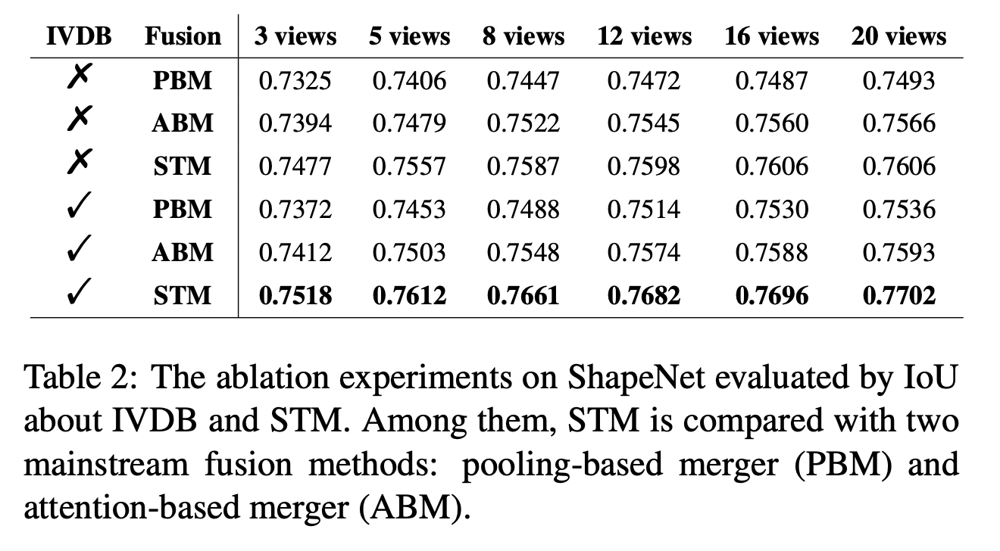 IVDB Fusion 3 views 5 views 8 views 12 views 16 views 20 views
✗ PBM 0.7325 0.7406 0.7447 0.7472 0.7487 0.7493
✗ ABM 0.7394 0.7479 0.7522 0.7545 0.7560 0.7566
✗ STM 0.7477 0.7557 0.7587 0.7598 0.7606 0.7606
✓ PBM 0.7372 0.7453 0.7488 0.7514 0.7530 0.7536
✓ ABM 0.7412 0.7503 0.7548 0.7574 0.7588 0.7593
✓ STM 0.7518 0.7612 0.7661 0.7682 0.7696 0.7702
Table 2: The ablation experiments on ShapeNet evaluated by IoU
about IVDB and STM. Among them, STM is compared with two
mainstream fusion methods: pooling-based merger (PBM) and
attention-based merger (ABM).